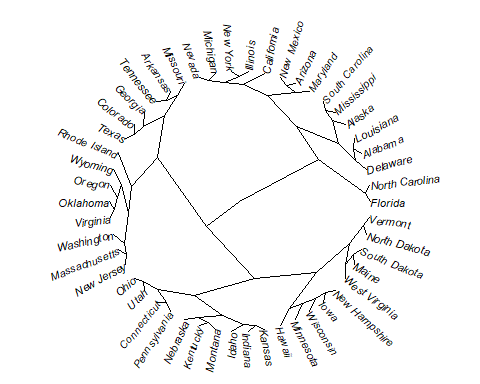 Nevada
Michigan
New York
Illinois
California
New Mexico
Arizona
Maryland
South Carolina
Mississippi
Alaska
Louisiana
Alabama
Delaware
North Carolina
Florida
Vermont
North Dakota
South Dakota
Maine
West Virginia
New Hampshire
Iowa
Wisconsin
Minnesota
Hawaii
Kansas
Indiana
Idaho
Montana
Kentucky
Nebraska
Pennsylvania
Connecticut
Utah
Ohio
New Jersey
Massachusetts
Washington
Virginia
Oklahoma
Oregon
Wyoming
Rhode Island
Texas
Colorado
Georgia
Tennessee
Arkansas
Missouri